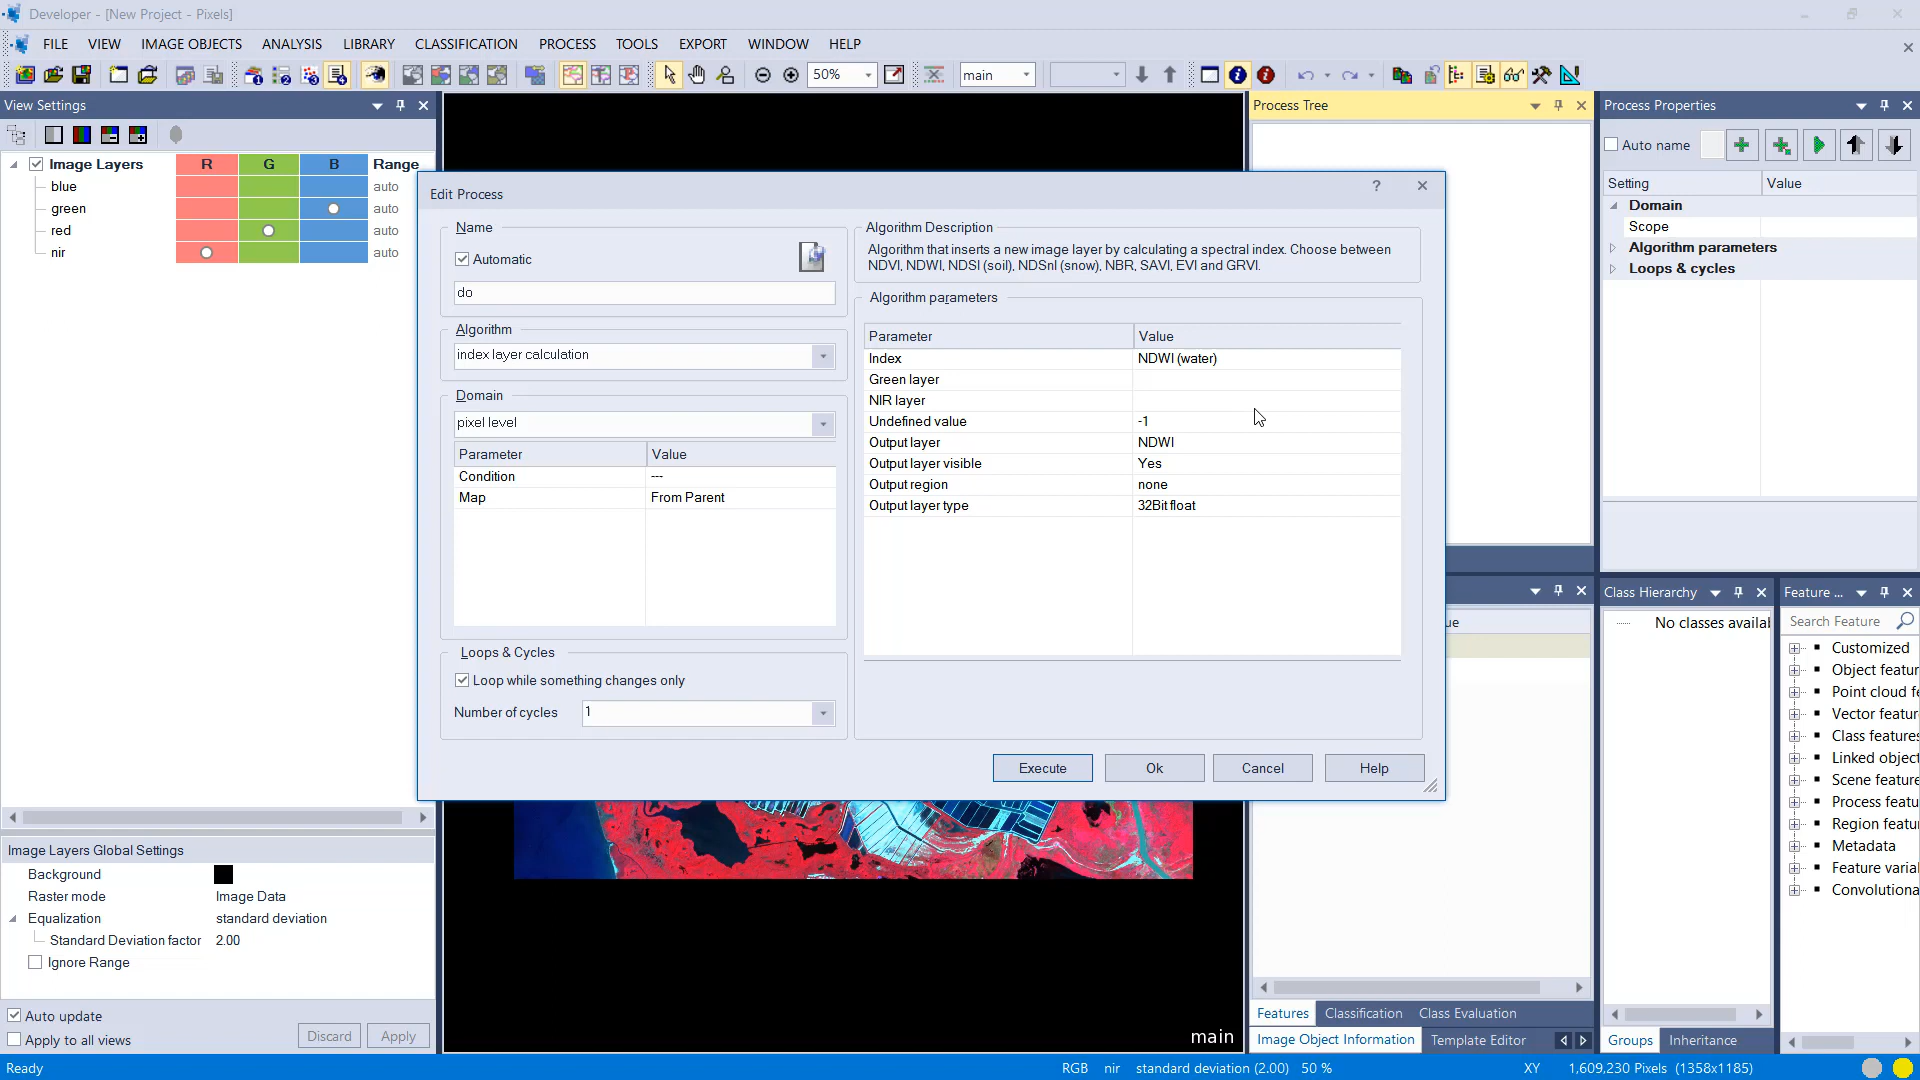 Developer - [New Project - Pixels]
FILE VIEW IMAGE OBJECTS ANALYSIS LIBRARY CLASSIFICATION PROCESS TOOLS EXPORT WINDOW HELP
50% main
View Settings
Image Layers R G B Range
blue auto
green auto
red auto
nir auto
Image Layers Global Settings
Background
Raster mode Image Data
Equalization standard deviation
Standard Deviation factor 2.00
Ignore Range
Auto update
Apply to all views
Discard Apply
Edit Process
?
Name
Automatic
do
Algorithm
index layer calculation
Domain
pixel level
Parameter Value
Condition ---
Map From Parent
Loops & Cycles
Loop while something changes only
Number of cycles 1
Algorithm Description
Algorithm that inserts a new image layer by calculating a spectral index. Choose between
NDVI, NDWI, NDSI (soil), NDSnI (snow), NBR, SAVI, EVI and GRVI.
Algorithm parameters
Parameter Value
Index NDWI (water)
Green layer
NIR layer
Undefined value -1
Output layer NDWI
Output layer visible Yes
Output region none
Output layer type 32Bit float
Execute Ok Cancel Help
main
Process Tree
Process Properties
Auto name
Setting Value
Domain
Scope
Algorithm parameters
Loops & cycles
ue
Features Classification Class Evaluation
Image Object Information Template Editor
Class Hierarchy
No classes availal
Groups Inheritance
Feature ...
Search Feature
Customized
Object featur
Point cloud fe
Vector featur
Class features
Linked object
Scene feature
Process featu
Region featu
Metadata
Feature varial
Convolutiona
Ready
RGB nir standard deviation (2.00) 50 % XY 1,609,230 Pixels (1358x1185)